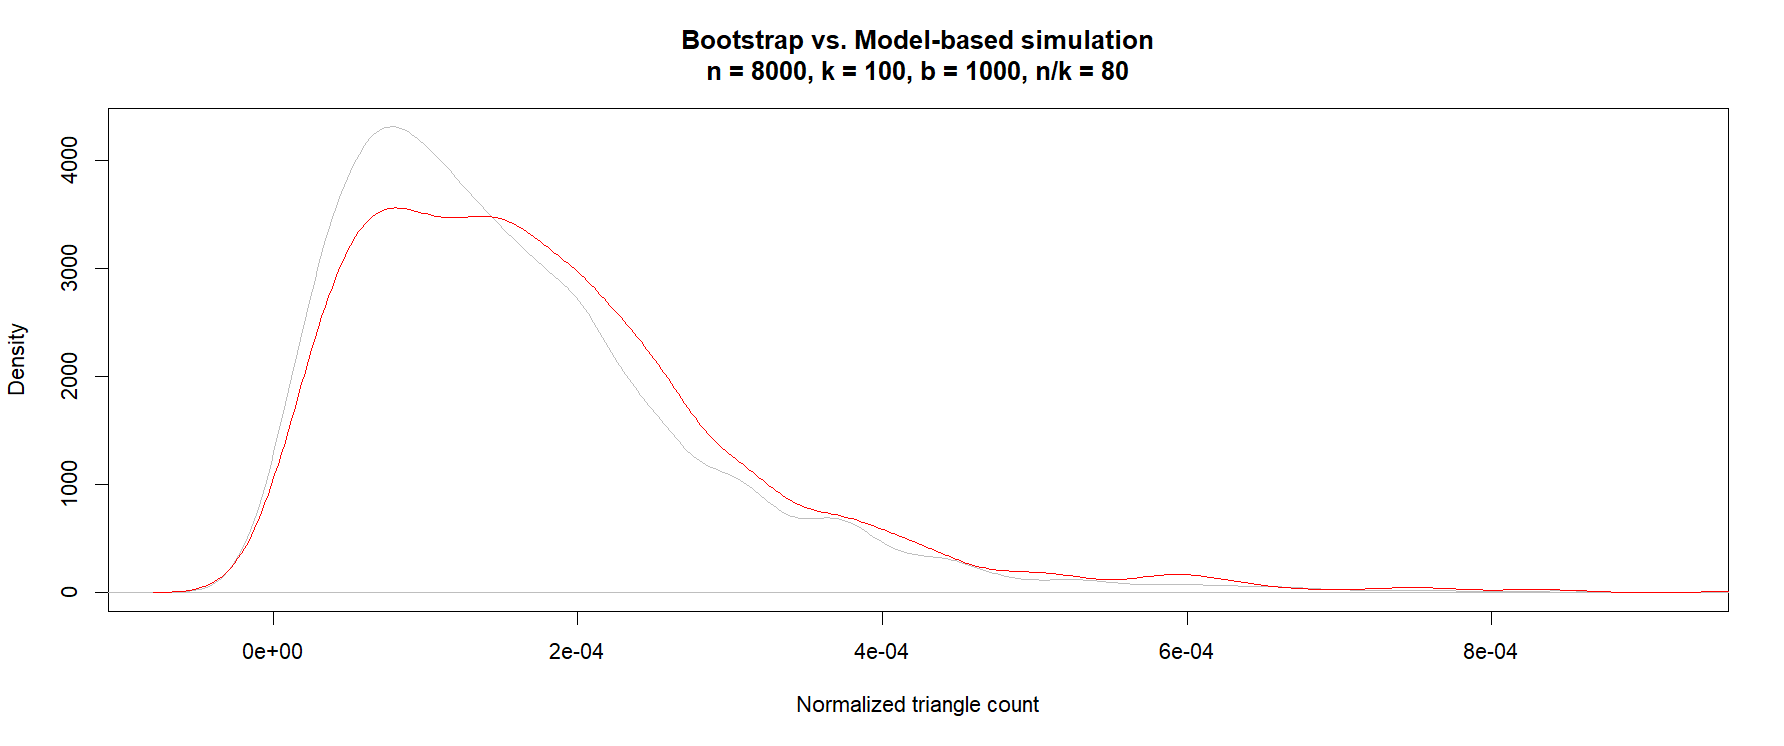 Bootstrap vs. Model-based simulation
n = 8000, k = 100, b = 1000, n/k = 80
Density
4000
3000
2000
1000
0
0e+00 2e-04 4e-04 6e-04 8e-04
Normalized triangle count